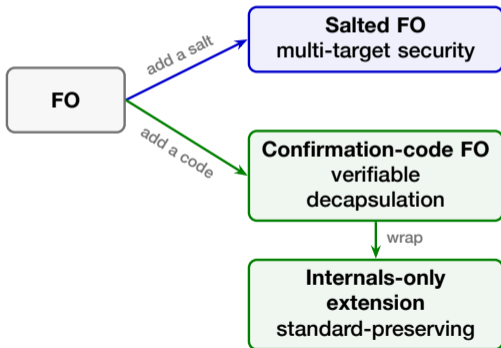 FO
add a salt
Salted FO
multi-target security
add a code
Confirmation-code FO
verifiable
decapsulation
wrap
Internals-only
extension
standard-preserving